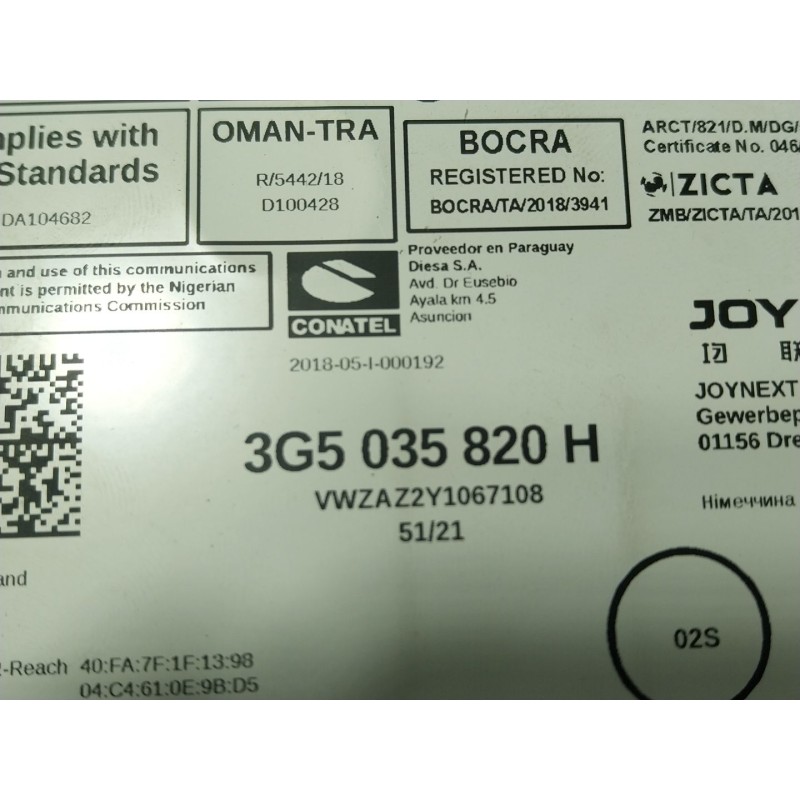 mplies with
Standards
DA104682
OMAN-TRA
R/5442/18
D100428
BOCRA
REGISTERED No:
BOCRA/TA/2018/3941
ARCT/821/D.M/DG/
Certificate No. 046/
ZICTA
ZMB/ZICTA/TA/201
and use of this communications
nt is permitted by the Nigerian
mmunications Commission
CONATEL
Proveedor en Paraguay
Diesa S.A.
Avd. Dr Eusebio
Ayala km 4.5
Asuncion
2018-05-I-000192
JOY
JOYNEXT
Gewerbep
01156 Dre
3G5 035 820 H
VWZAZ2Y1067108
51/21
Німеччина
and
02S
-Reach 40:FA:7F:1F:13:98
04:C4:61:0E:9B:D5